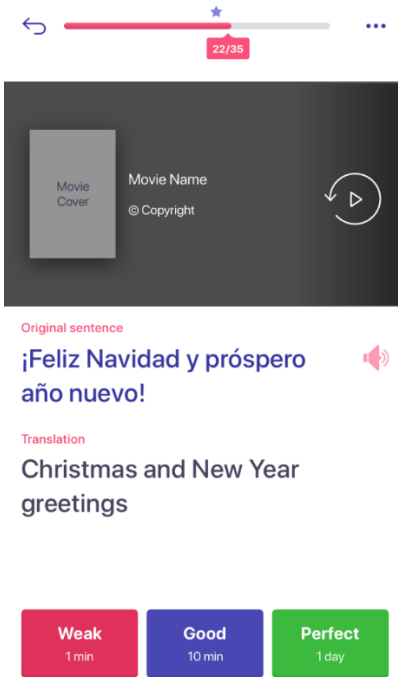 22/35
Movie
Cover
Movie Name
© Copyright
Original sentence
¡Feliz Navidad y próspero
año nuevo!
Translation
Christmas and New Year
greetings
Weak
1 min
Good
10 min
Perfect
1 day